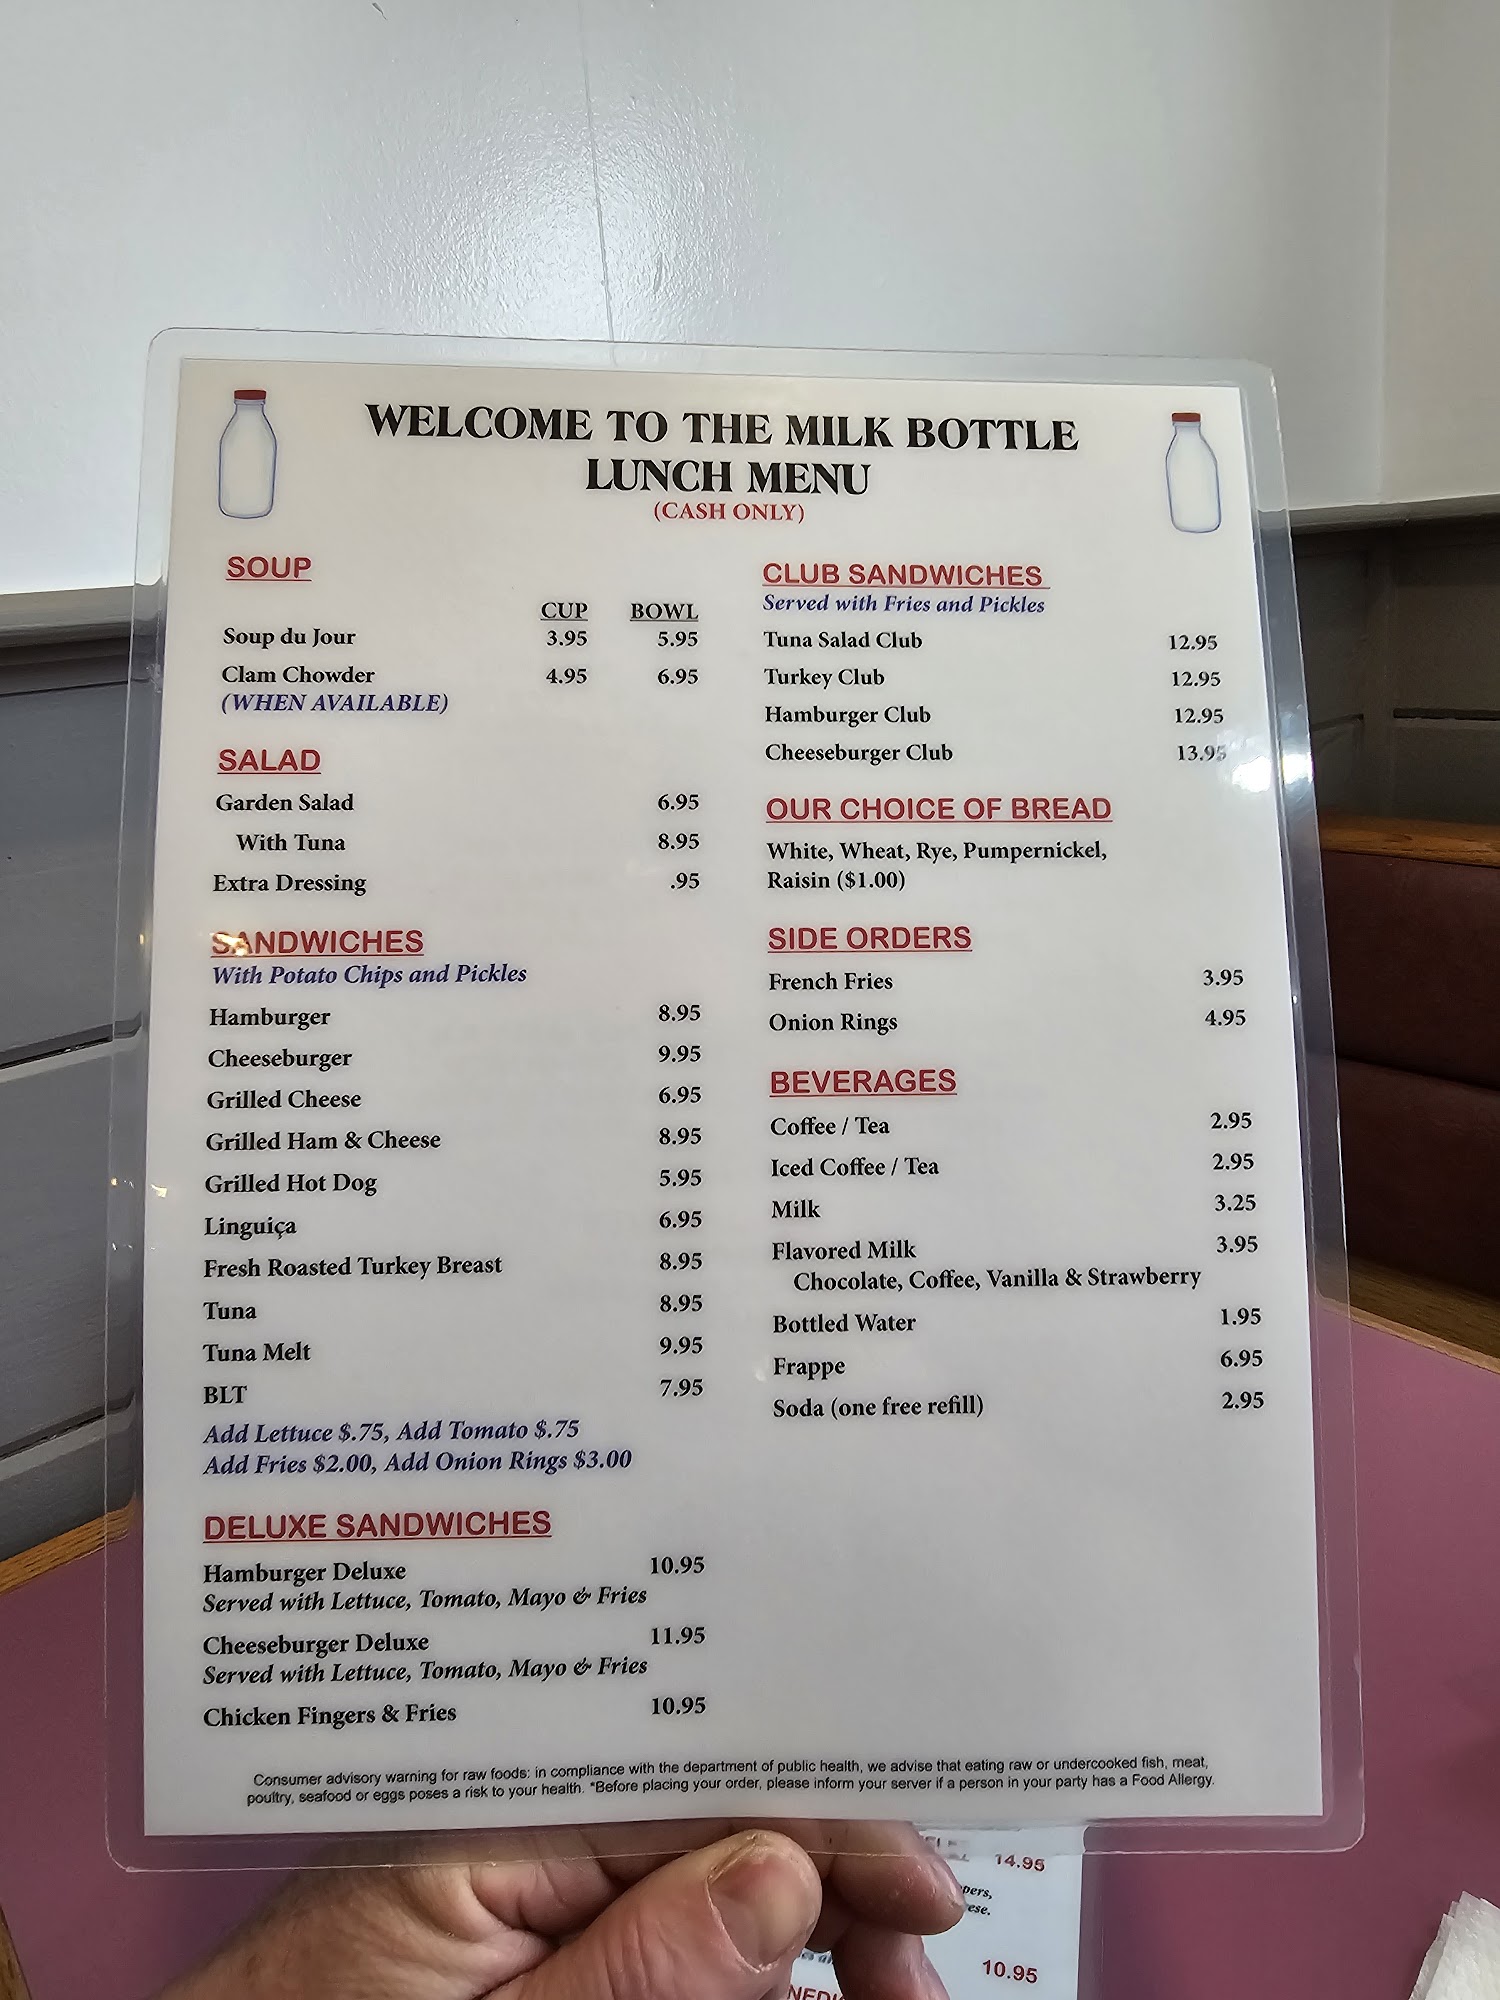 WELCOME TO THE MILK BOTTLE
LUNCH MENU
(CASH ONLY)
SOUP
CUP BOWL
Soup du Jour 3.95 5.95
Clam Chowder 4.95 6.95
(WHEN AVAILABLE)
SALAD
Garden Salad 6.95
With Tuna 8.95
Extra Dressing .95
SANDWICHES
With Potato Chips and Pickles
Hamburger 8.95
Cheeseburger 9.95
Grilled Cheese 6.95
Grilled Ham & Cheese 8.95
Grilled Hot Dog 5.95
Linguiça 6.95
Fresh Roasted Turkey Breast 8.95
Tuna 8.95
Tuna Melt 9.95
BLT 7.95
Add Lettuce $.75, Add Tomato $.75
Add Fries $2.00, Add Onion Rings $3.00
DELUXE SANDWICHES
Hamburger Deluxe 10.95
Served with Lettuce, Tomato, Mayo & Fries
Cheeseburger Deluxe 11.95
Served with Lettuce, Tomato, Mayo & Fries
Chicken Fingers & Fries 10.95
CLUB SANDWICHES
Served with Fries and Pickles
Tuna Salad Club 12.95
Turkey Club 12.95
Hamburger Club 12.95
Cheeseburger Club 13.95
OUR CHOICE OF BREAD
White, Wheat, Rye, Pumpernickel,
Raisin ($1.00)
SIDE ORDERS
French Fries 3.95
Onion Rings 4.95
BEVERAGES
Coffee / Tea 2.95
Iced Coffee / Tea 2.95
Milk 3.25
Flavored Milk 3.95
Chocolate, Coffee, Vanilla & Strawberry
Bottled Water 1.95
Frappe 6.95
Soda (one free refill) 2.95
Consumer advisory warning for raw foods: in compliance with the department of public health, we advise that eating raw or undercooked fish, meat,
poultry, seafood or eggs poses a risk to your health. *Before placing your order, please inform your server if a person in your party has a Food Allergy.
14.95
10.95